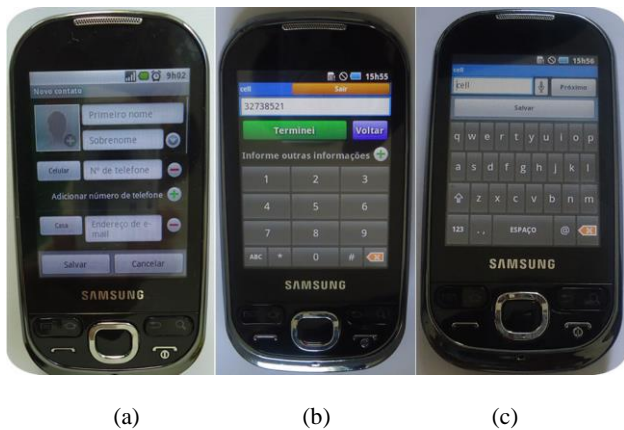 9h02
Novo contato
Primeiro nome
Sobrenome
Celular
Nº de telefone
Adicionar número de telefone
Casa
Endereço de e-
mail
Salvar
Cancelar
SAMSUNG
15h55
cell
Sair
32738521
Terminei
Voltar
Informe outras informações
1 2 3
4 5 6
7 8 9
ABC * 0 #
SAMSUNG
15h56
cell
cell
Próximo
Salvar
q w e r t y u i o p
a s d f g h j k l
z x c v b n m
123 ., ESPAÇO @
SAMSUNG
(a) (b) (c)